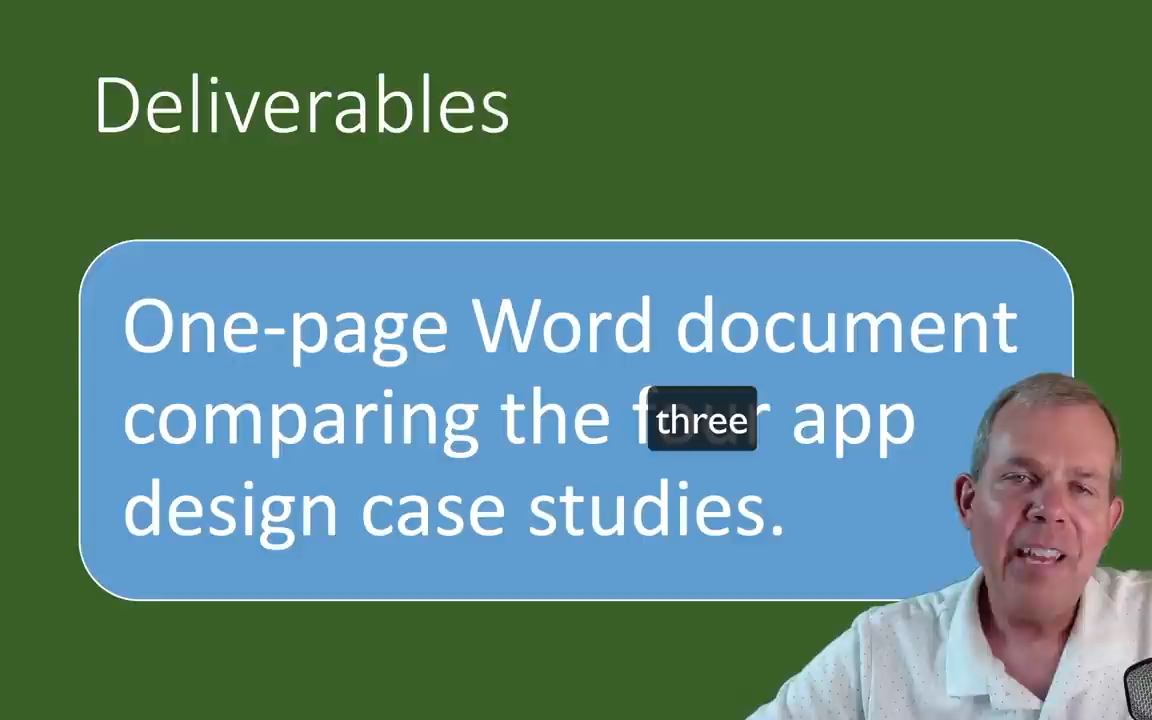 Deliverables
One-page Word document
comparing the three app
design case studies.